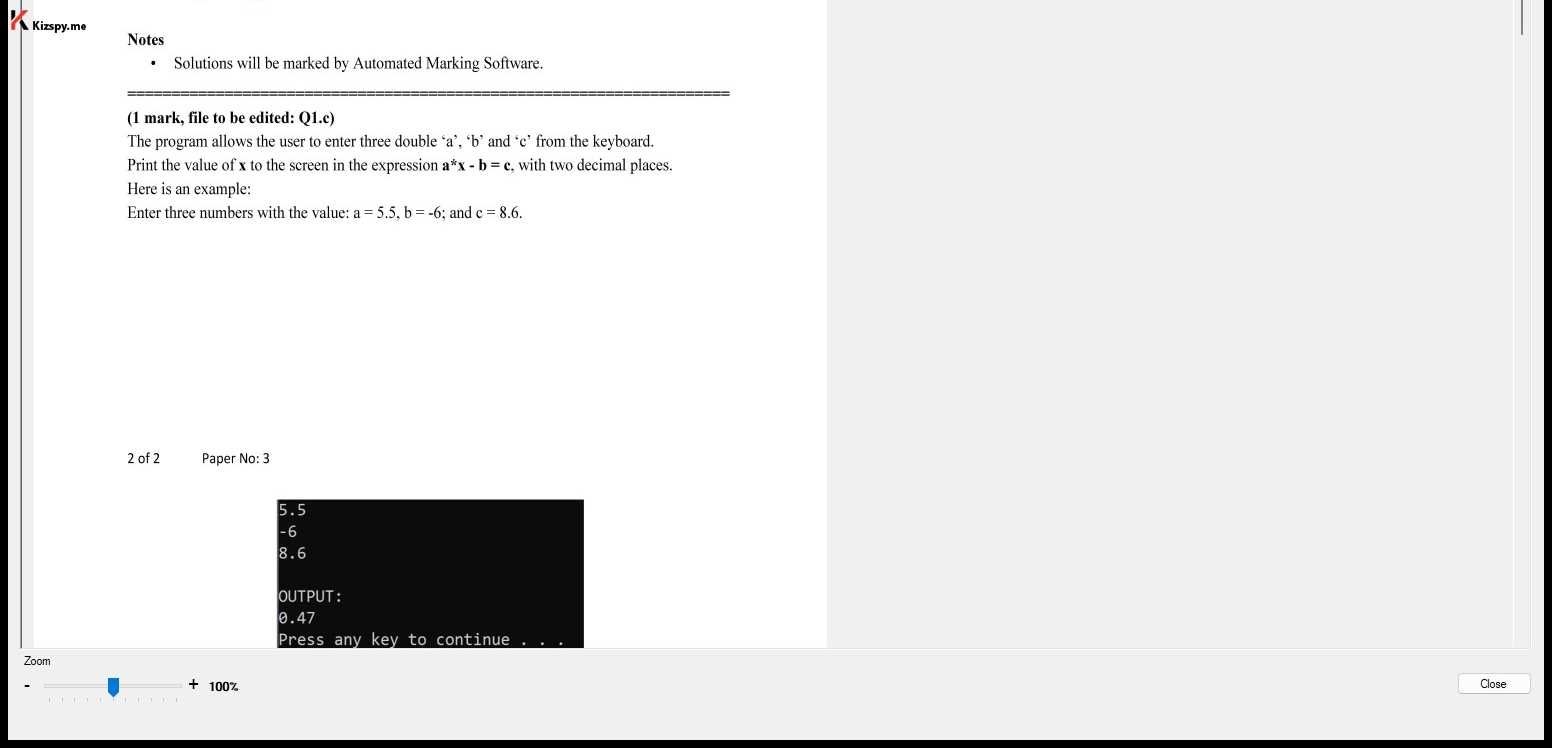 Kizspy.me
Notes
• Solutions will be marked by Automated Marking Software.
=====================================================================
(1 mark, file to be edited: Q1.c)
The program allows the user to enter three double ‘a’, ‘b’ and ‘c’ from the keyboard.
Print the value of x to the screen in the expression a*x - b = c, with two decimal places.
Here is an example:
Enter three numbers with the value: a = 5.5, b = -6; and c = 8.6.
2 of 2 Paper No: 3
5.5
-6
8.6
OUTPUT:
0.47
Press any key to continue . . .
Zoom
- + 100%
Close